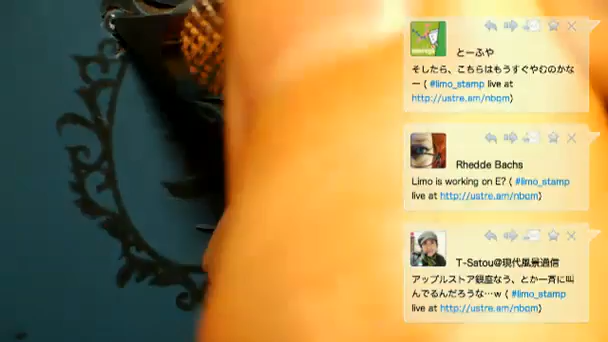 とーふや
そしたら、こちらはもうすぐやむのかな
ー ( #limo_stamp live at
http://ustre.am/nbqm)
Rhedde Bachs
Limo is working on E? ( #limo_stamp
live at http://ustre.am/nbqm)
T-Satou@現代風景通信
アップルストア銀座なう、とか一斉に叫
んでるんだろうな…w ( #limo_stamp
live at http://ustre.am/nbqm)